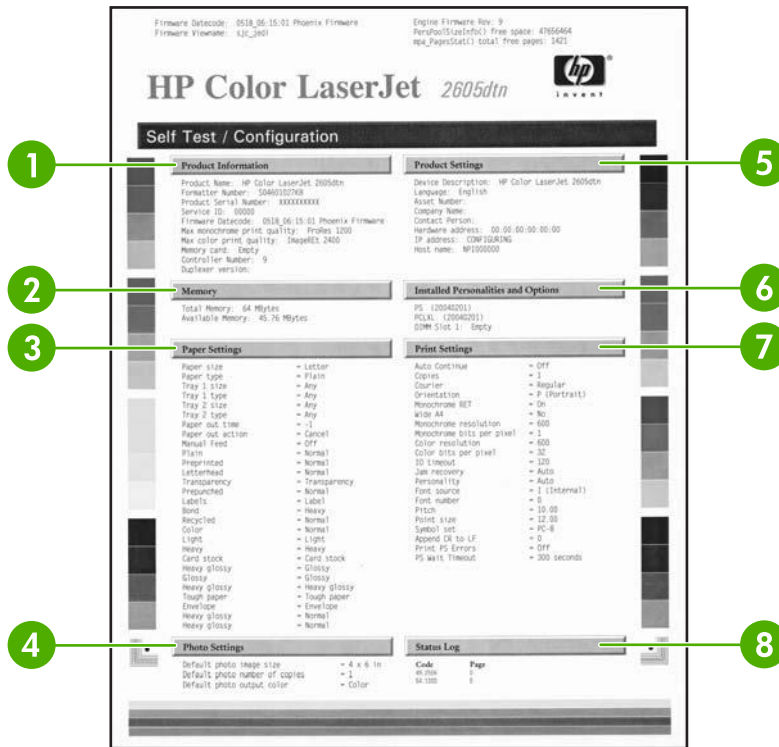 Firmware Datecode: 0518_06:15:01 Phoenix Firmware
Firmware Viewname: sjc_jedi
Engine Firmware Rev: 9
PersPoolSizeInfo() free space: 47656464
mpa_PagesStat() total free pages: 1421
HP Color LaserJet 2605dtn
hp
®
invent
Self Test / Configuration
1
Product Information
Product Name: HP Color LaserJet 2605dtn
Formatter Number: S04601D27KB
Product Serial Number: XXXXXXXXXX
Service ID: 00000
Firmware Datecode: 0518_06:15:01 Phoenix Firmware
Max monochrome print quality: ProRes 1200
Max color print quality: ImageREt 2400
Memory card: Empty
Controller Number: 9
Duplexer version:
5
Product Settings
Device Description: HP Color LaserJet 2605dtn
Language: English
Asset Number:
Company Name:
Contact Person:
Hardware address: 00:00:00:00:00:00
IP address: CONFIGURING
Host name: NPI000000
2
Memory
Total Memory: 64 MBytes
Available Memory: 45.76 MBytes
6
Installed Personalities and Options
PS (20040201)
PCLXL (20040201)
DIMM Slot 1: Empty
3
Paper Settings
Paper size = Letter
Paper type = Plain
Tray 1 size = Any
Tray 1 type = Any
Tray 2 size = Any
Tray 2 type = Any
Paper out time = -1
Paper out action = Cancel
Manual Feed = Off
Plain = Normal
Preprinted = Normal
Letterhead = Normal
Transparency = Transparency
Prepunched = Normal
Labels = Label
Bond = Heavy
Recycled = Normal
Color = Normal
Light = Light
Heavy = Heavy
Card stock = Card stock
Heavy glossy = Glossy
Glossy = Glossy
Heavy glossy = Heavy glossy
Tough paper = Tough paper
Envelope = Envelope
Heavy glossy = Normal
Heavy glossy = Normal
7
Print Settings
Auto Continue = Off
Copies = 1
Courier = Regular
Orientation = P (Portrait)
Monochrome RET = On
Wide A4 = No
Monochrome resolution = 600
Monochrome bits per pixel = 1
Color resolution = 600
Color bits per pixel = 32
IO timeout = 120
Jam recovery = Auto
Personality = Auto
Font source = I (Internal)
Font number = 0
Pitch = 10.00
Point size = 12.00
Symbol set = PC-8
Append CR to LF = 0
Print PS Errors = Off
PS Wait Timeout = 300 seconds
4
Photo Settings
Default photo image size = 4 x 6 in
Default photo number of copies = 1
Default photo output color = Color
8
Status Log
Code Page